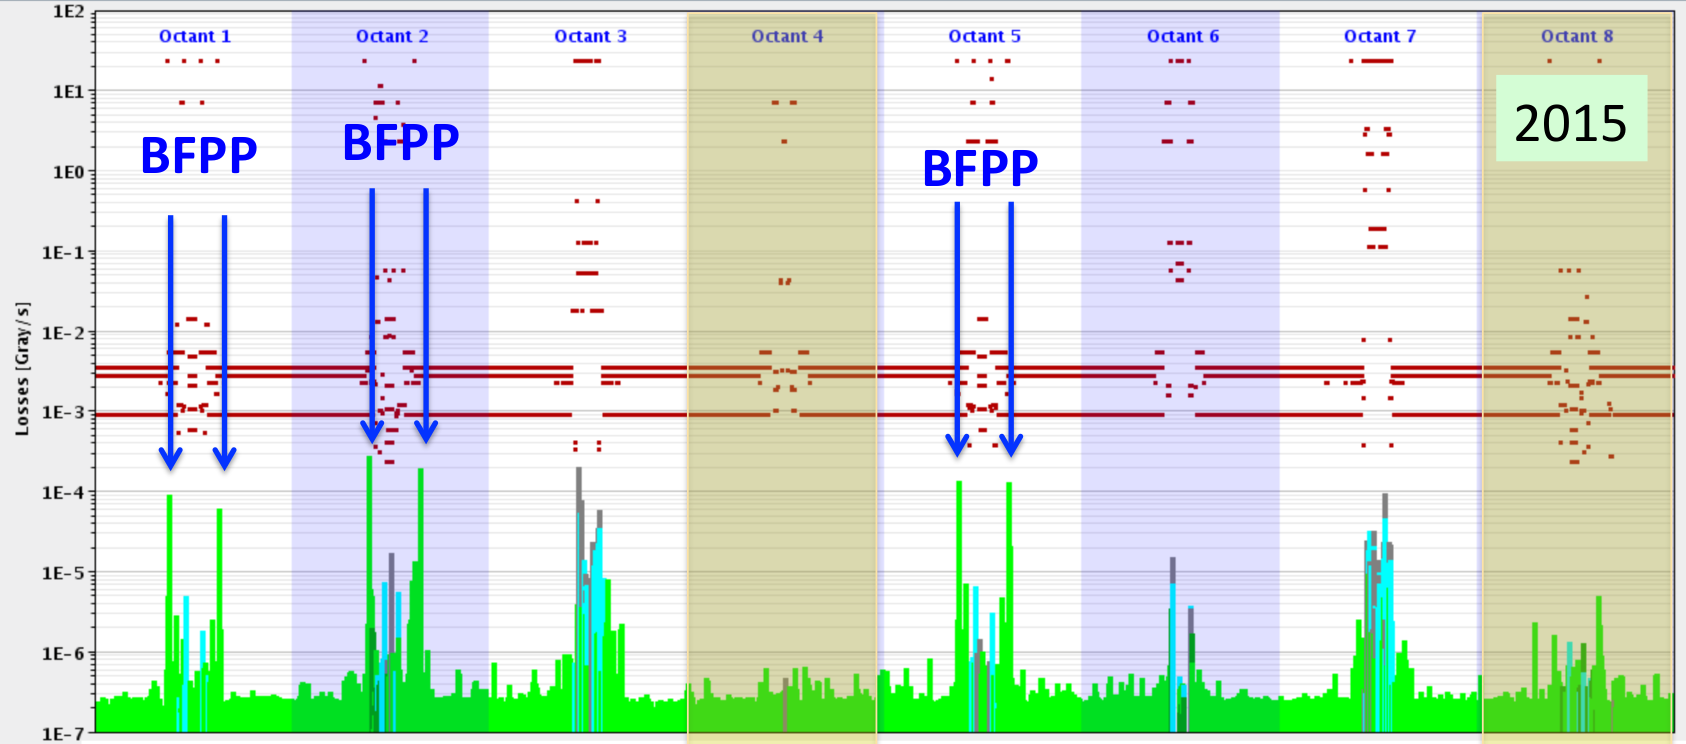 1E2
Octant 1 Octant 2 Octant 3 Octant 4 Octant 5 Octant 6 Octant 7 Octant 8
1E1
2015
BFPP BFPP BFPP
1E0
1E-1
1E-2
Losses [Gray/s]
1E-3
1E-4
1E-5
1E-6
1E-7